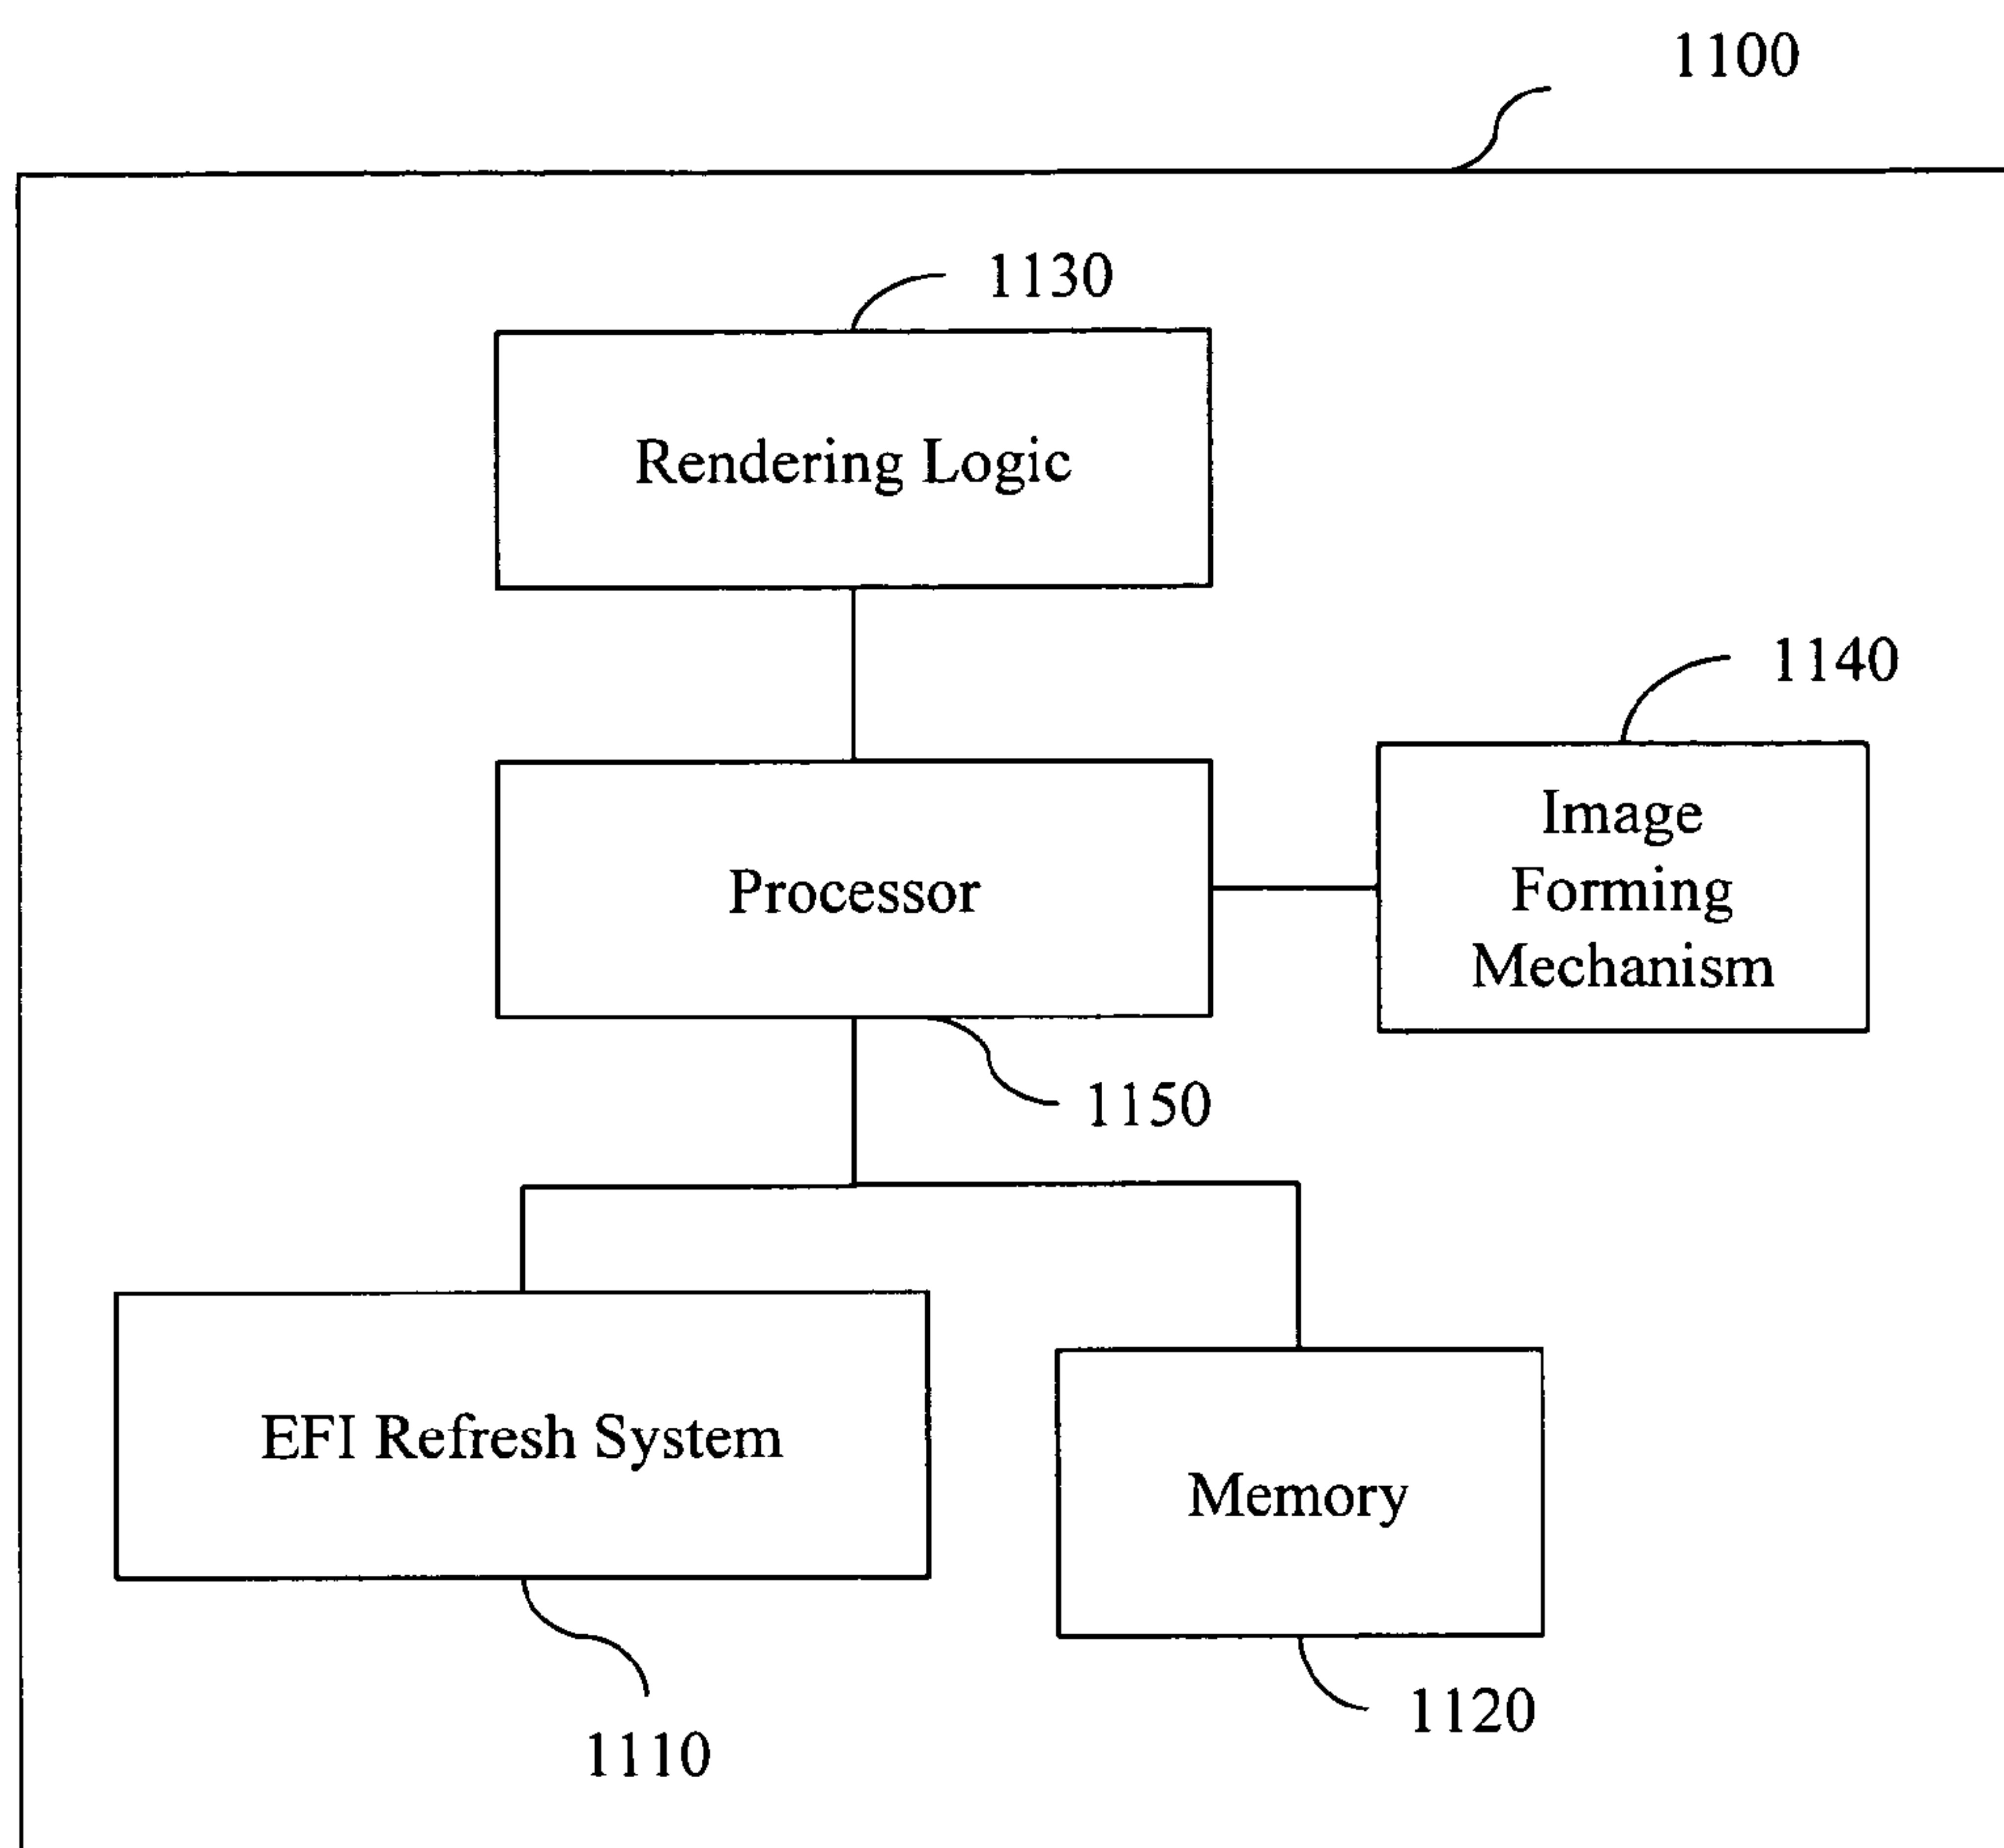 1100
1130
Rendering Logic
1140
Image
Forming
Mechanism
Processor
1150
EFI Refresh System
Memory
1120
1110